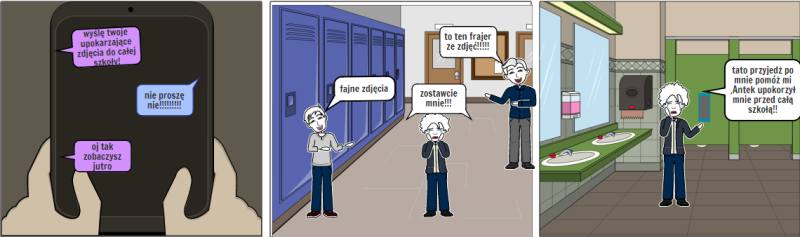 wyślę twoje
upokarzające
zdjęcia do całej
szkoły!
nie proszę
nie!!!!!!!!!
oj tak
zobaczysz
jutro
fajne zdjęcia
zostawcie
mnie!!!
to ten frajer
ze zdjęć!!!!!
tato przyjedź po
mnie pomóż mi
,Antek upokorzył
mnie przed całą
szkołą!!